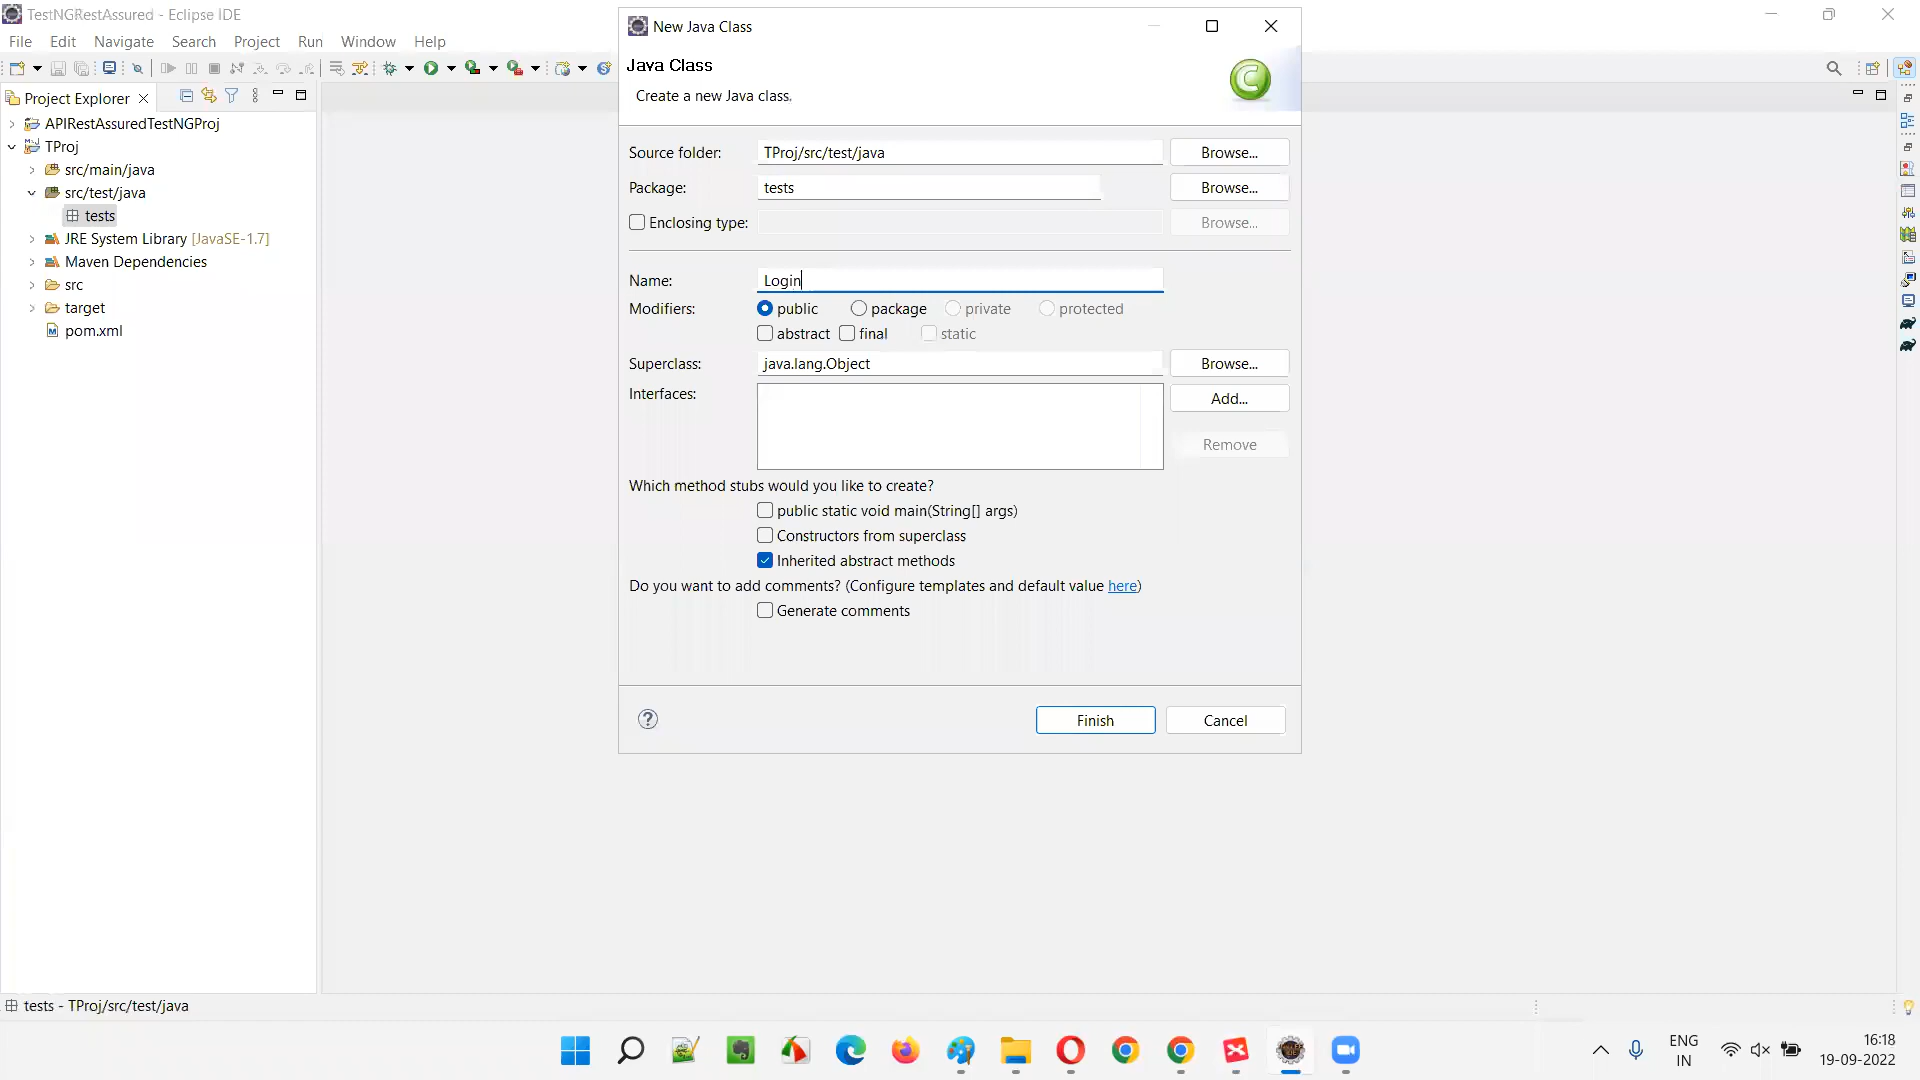 TestNGRestAssured - Eclipse IDE
File Edit Navigate Search Project Run Window Help
Project Explorer
APIRestAssuredTestNGProj
TProj
src/main/java
src/test/java
tests
JRE System Library [JavaSE-1.7]
Maven Dependencies
src
target
pom.xml
New Java Class
Java Class
Create a new Java class.
Source folder: TProj/src/test/java Browse...
Package: tests Browse...
Enclosing type: Browse...
Name: Login
Modifiers: public package private protected
abstract final static
Superclass: java.lang.Object Browse...
Interfaces: Add...
Remove
Which method stubs would you like to create?
public static void main(String[] args)
Constructors from superclass
Inherited abstract methods
Do you want to add comments? (Configure templates and default value here)
Generate comments
Finish Cancel
tests - TProj/src/test/java
ENG 16:18
IN 19-09-2022